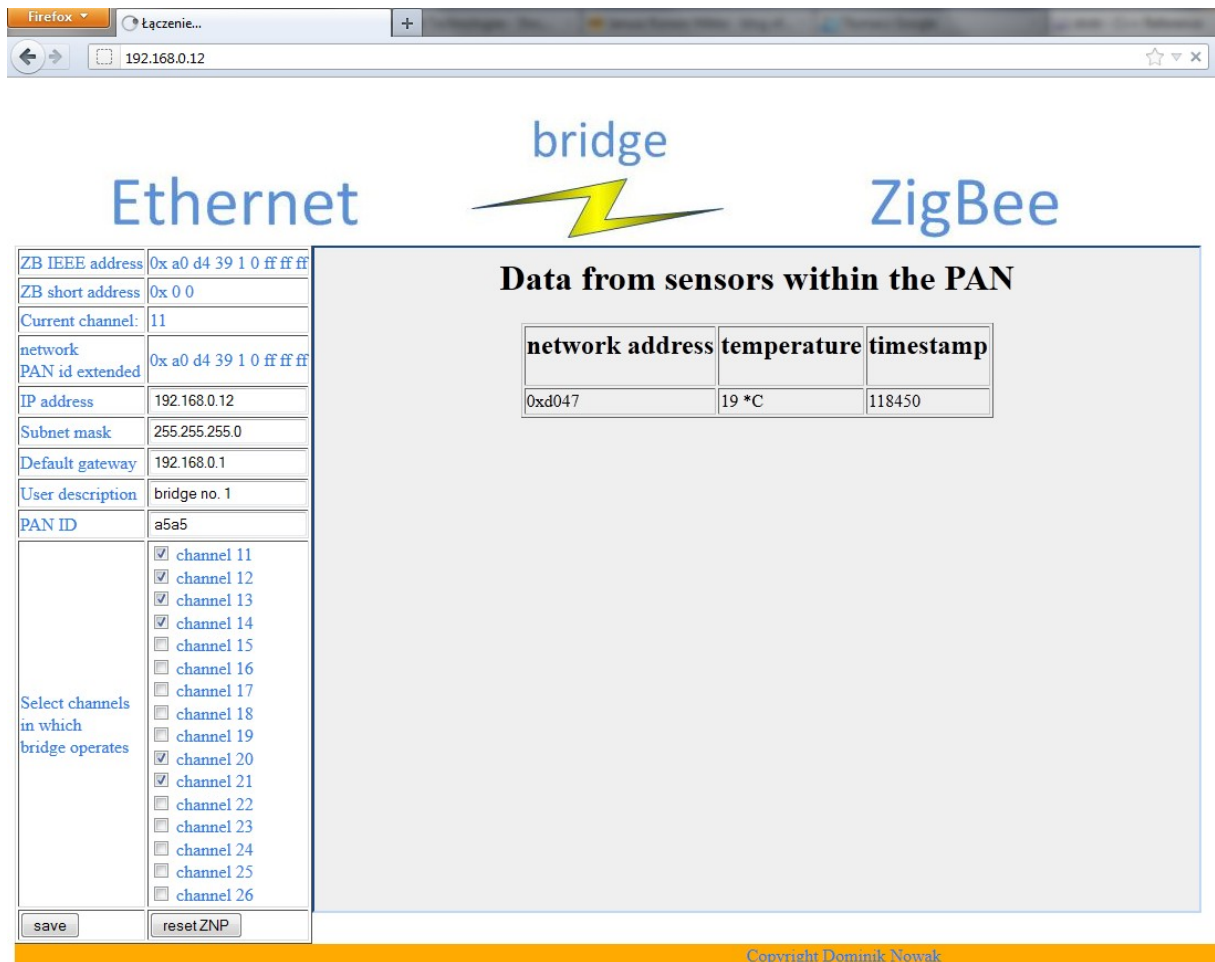 Firefox
Łączenie...
+
192.168.0.12
bridge
Ethernet
ZigBee
ZB IEEE address 0x a0 d4 39 1 0 ff ff ff
ZB short address 0x 0 0
Current channel: 11
network
PAN id extended 0x a0 d4 39 1 0 ff ff ff
IP address 192.168.0.12
Subnet mask 255.255.255.0
Default gateway 192.168.0.1
User description bridge no. 1
PAN ID a5a5
Select channels
in which
bridge operates
channel 11
channel 12
channel 13
channel 14
channel 15
channel 16
channel 17
channel 18
channel 19
channel 20
channel 21
channel 22
channel 23
channel 24
channel 25
channel 26
save reset ZNP
Data from sensors within the PAN
network address temperature timestamp
0xd047 19 *C 118450
Copyright Dominik Nowak